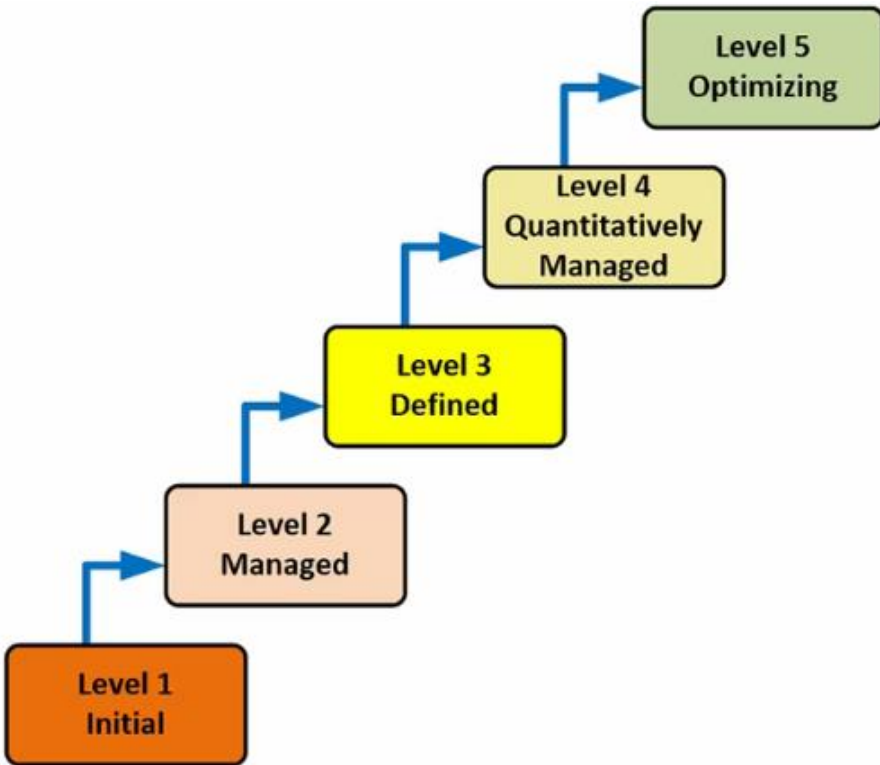 Level 5
Optimizing
Level 4
Quantitatively
Managed
Level 3
Defined
Level 2
Managed
Level 1
Initial